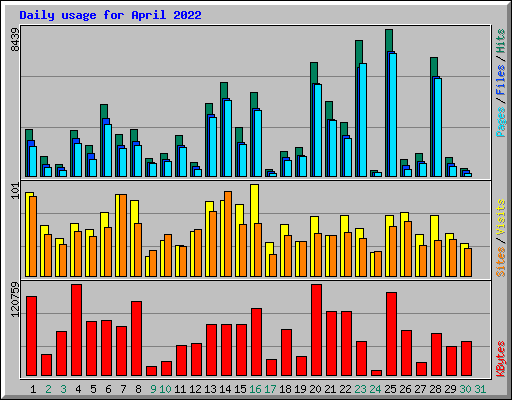 Daily usage for April 2022
8439
Pages / Files / Hits
101
Sites / Visits
120759
KBytes
1 2 3 4 5 6 7 8 9 10 11 12 13 14 15 16 17 18 19 20 21 22 23 24 25 26 27 28 29 30 31